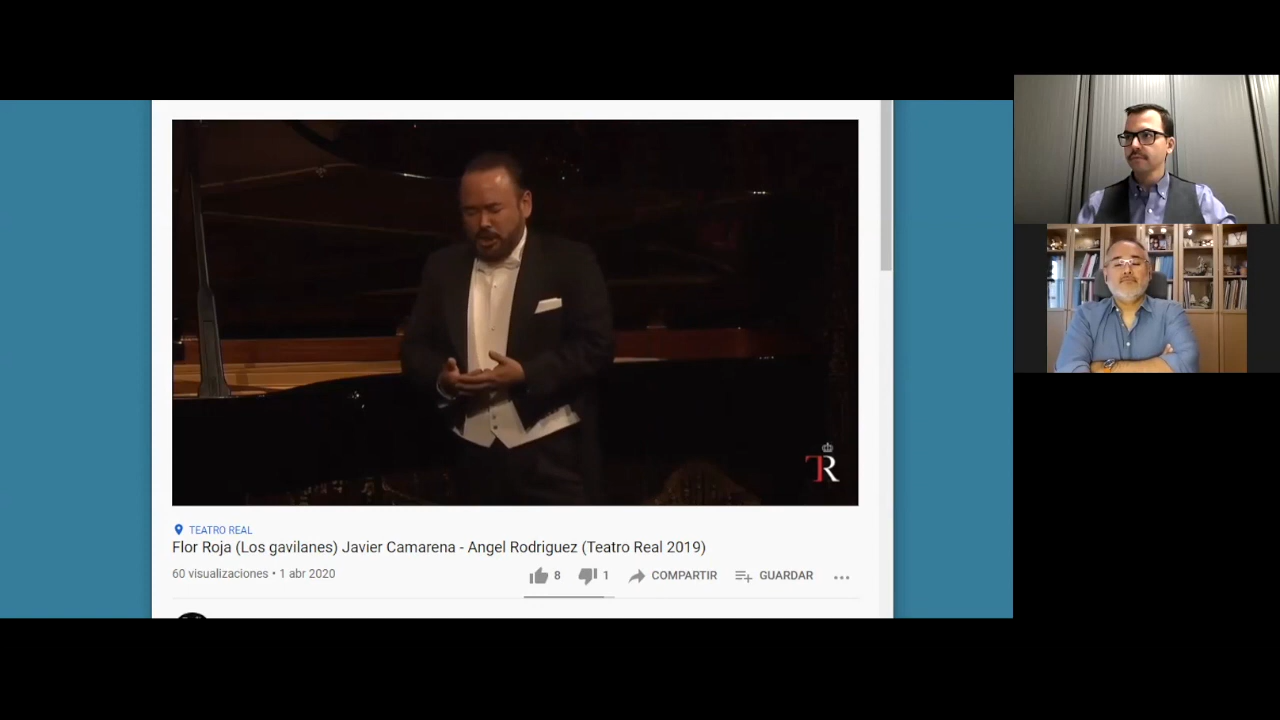 TR
TEATRO REAL
Flor Roja (Los gavilanes) Javier Camarena - Angel Rodriguez (Teatro Real 2019)
60 visualizaciones • 1 abr 2020
8 1 COMPARTIR GUARDAR